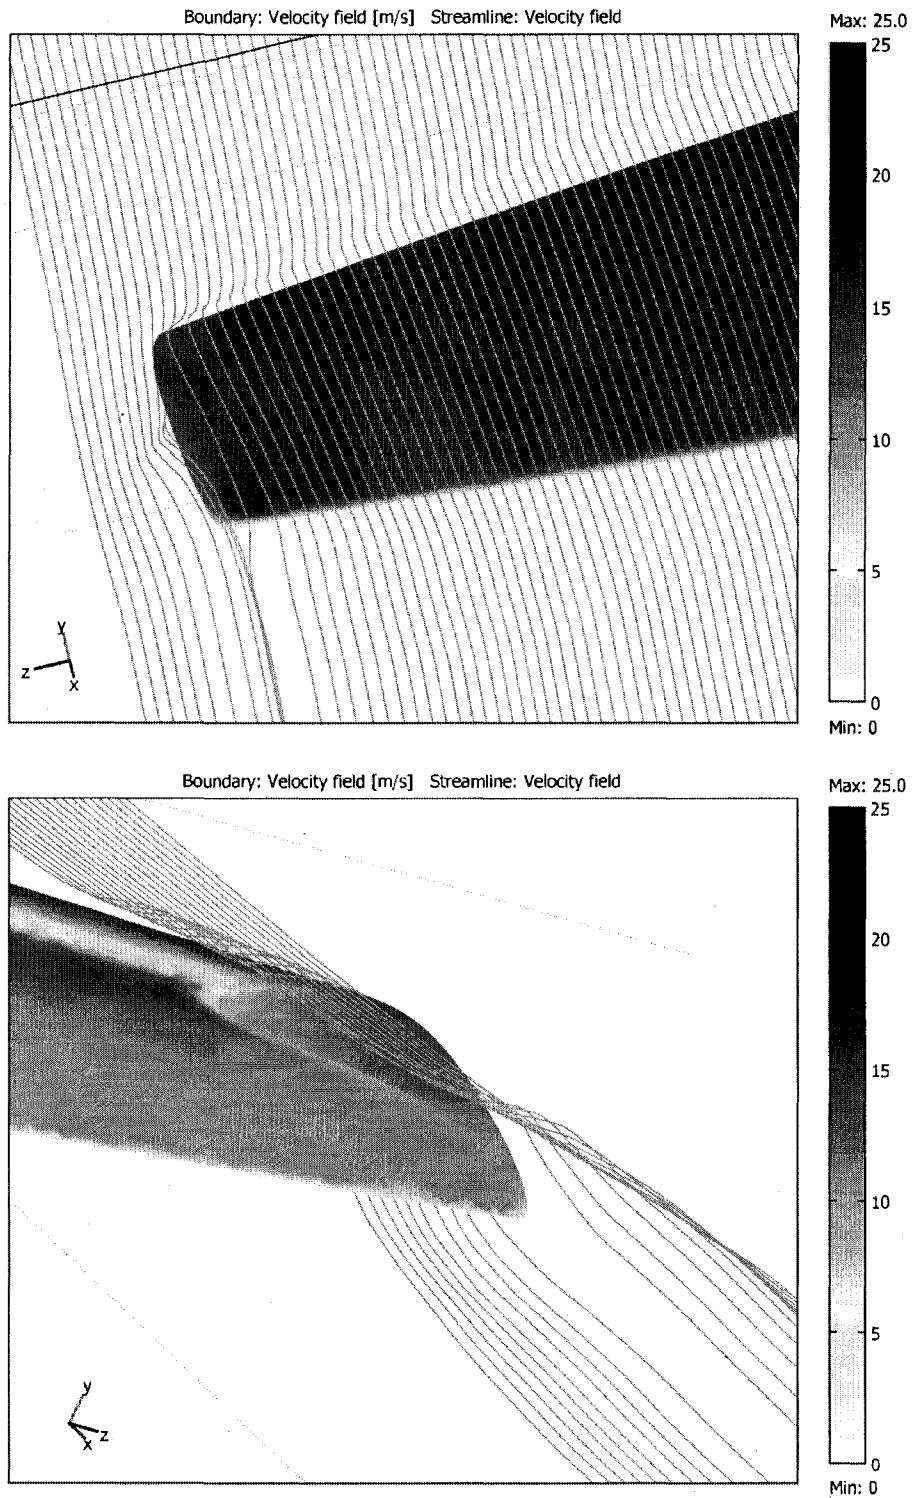 Boundary: Velocity field [m/s] Streamline: Velocity field
Max: 25.0
25
20
15
10
5
0
Min: 0
y
z
x
Boundary: Velocity field [m/s] Streamline: Velocity field
Max: 25.0
25
20
15
10
5
0
Min: 0
y
z
x